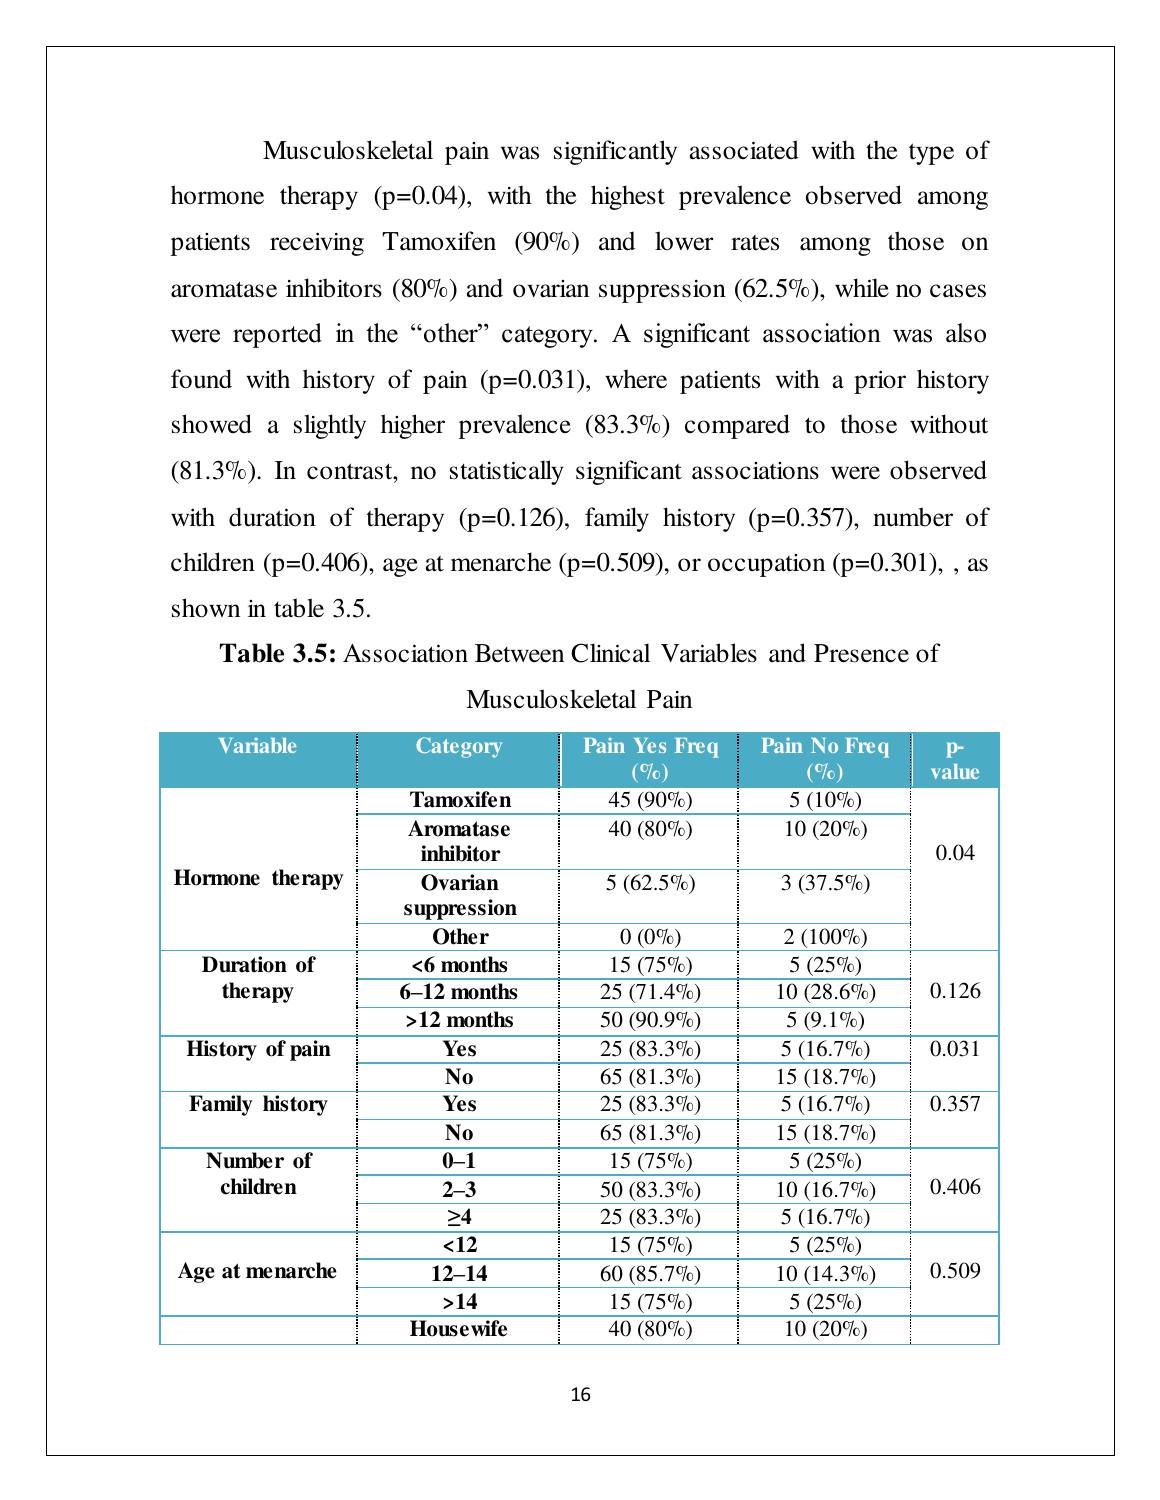 Musculoskeletal pain was significantly associated with the type of
hormone therapy (p=0.04), with the highest prevalence observed among
patients receiving Tamoxifen (90%) and lower rates among those on
aromatase inhibitors (80%) and ovarian suppression (62.5%), while no cases
were reported in the “other” category. A significant association was also
found with history of pain (p=0.031), where patients with a prior history
showed a slightly higher prevalence (83.3%) compared to those without
(81.3%). In contrast, no statistically significant associations were observed
with duration of therapy (p=0.126), family history (p=0.357), number of
children (p=0.406), age at menarche (p=0.509), or occupation (p=0.301), , as
shown in table 3.5.
Table 3.5: Association Between Clinical Variables and Presence of
Musculoskeletal Pain
Variable Category Pain Yes Freq (%) Pain No Freq (%) p-value
Hormone therapy Tamoxifen 45 (90%) 5 (10%) 0.04
Aromatase inhibitor 40 (80%) 10 (20%)
Ovarian suppression 5 (62.5%) 3 (37.5%)
Other 0 (0%) 2 (100%)
Duration of therapy <6 months 15 (75%) 5 (25%) 0.126
6–12 months 25 (71.4%) 10 (28.6%)
>12 months 50 (90.9%) 5 (9.1%)
History of pain Yes 25 (83.3%) 5 (16.7%) 0.031
No 65 (81.3%) 15 (18.7%)
Family history Yes 25 (83.3%) 5 (16.7%) 0.357
No 65 (81.3%) 15 (18.7%)
Number of children 0–1 15 (75%) 5 (25%) 0.406
2–3 50 (83.3%) 10 (16.7%)
≥4 25 (83.3%) 5 (16.7%)
Age at menarche <12 15 (75%) 5 (25%) 0.509
12–14 60 (85.7%) 10 (14.3%)
>14 15 (75%) 5 (25%)
Housewife 40 (80%) 10 (20%)
16